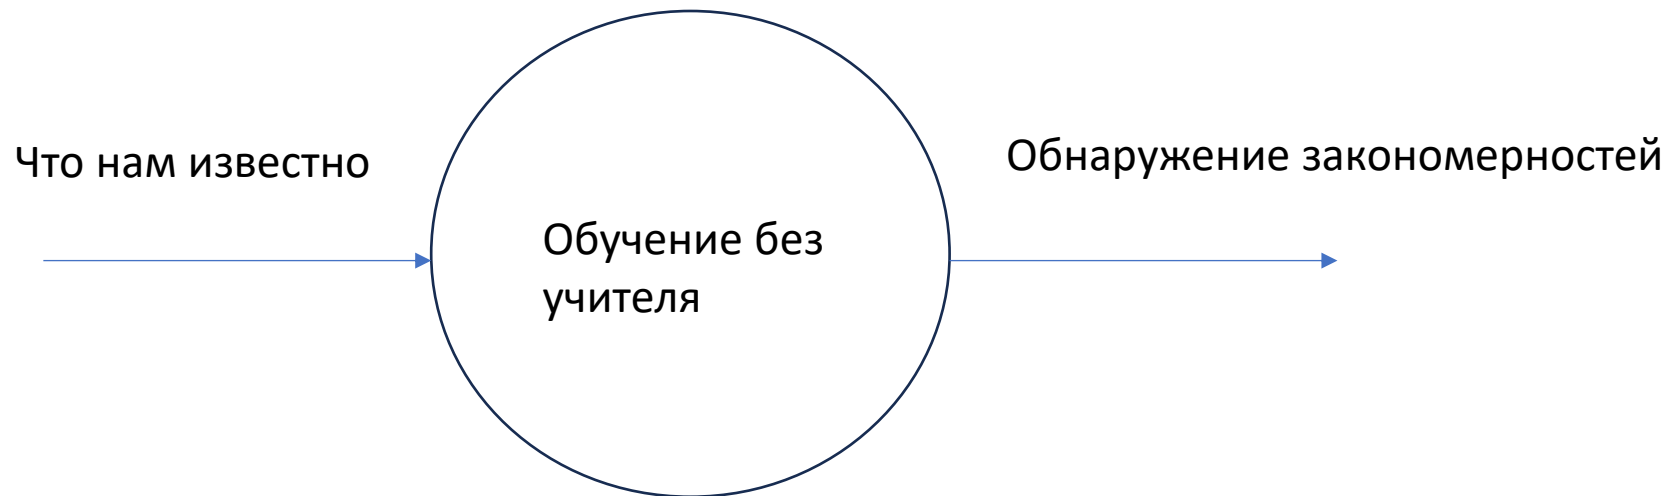 Что нам известно
Обнаружение закономерностей
Обучение без
учителя